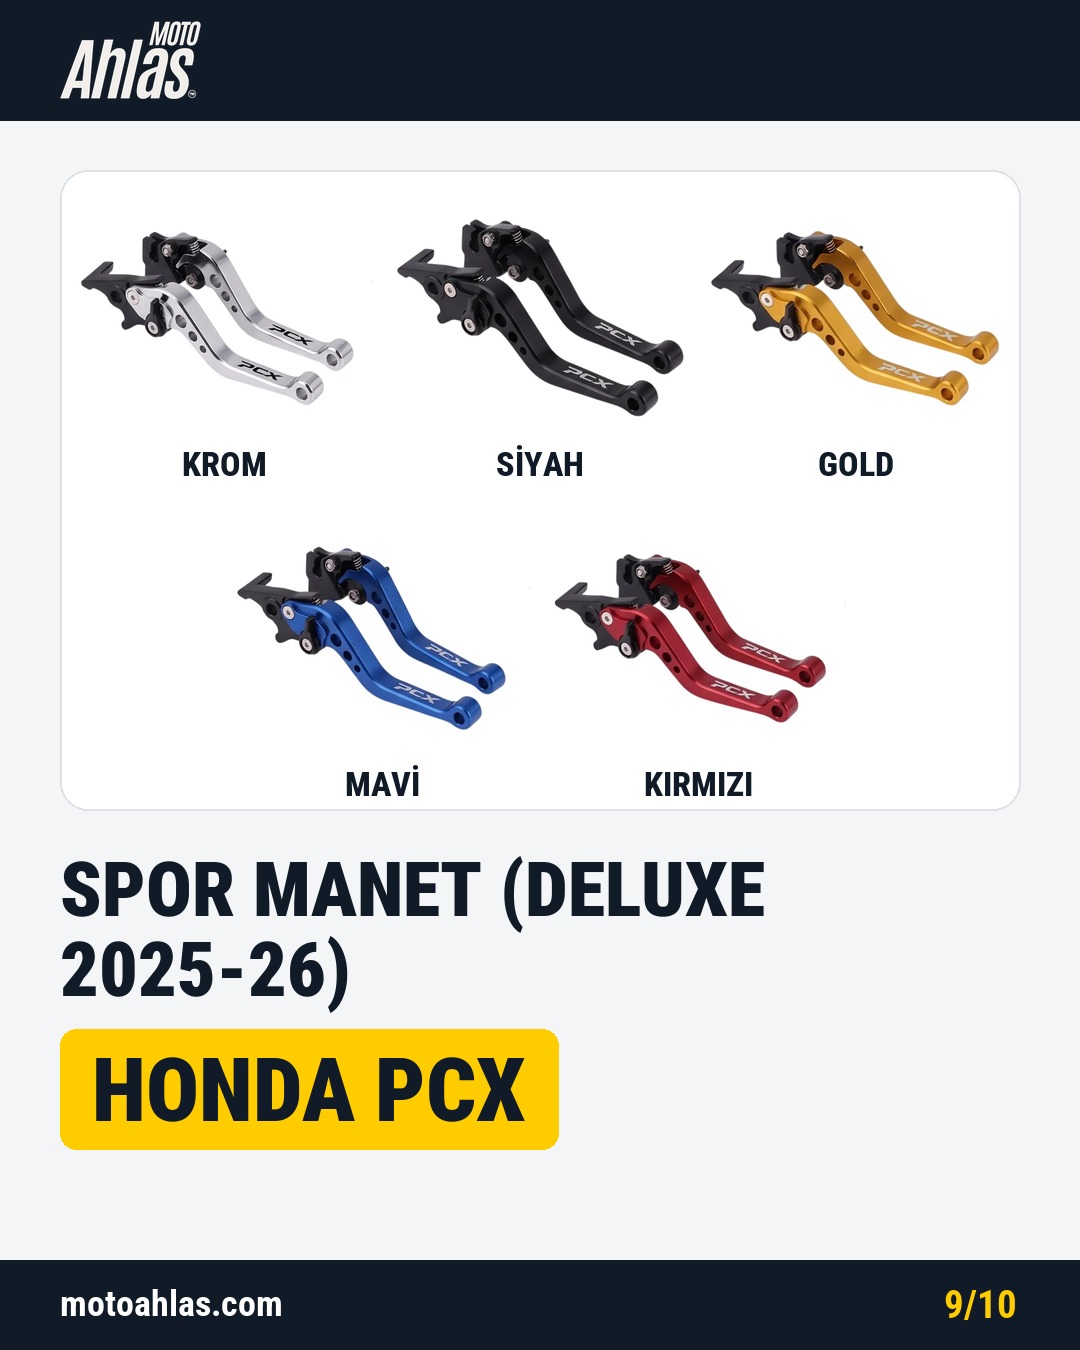 MOTO
Ahlas
TM
PCX
PCX
PCX
PCX
PCX
PCX
KROM
SİYAH
GOLD
PCX
PCX
PCX
PCX
MAVİ
KIRMIZI
SPOR MANET (DELUXE
2025-26)
HONDA PCX
motoahlas.com
9/10